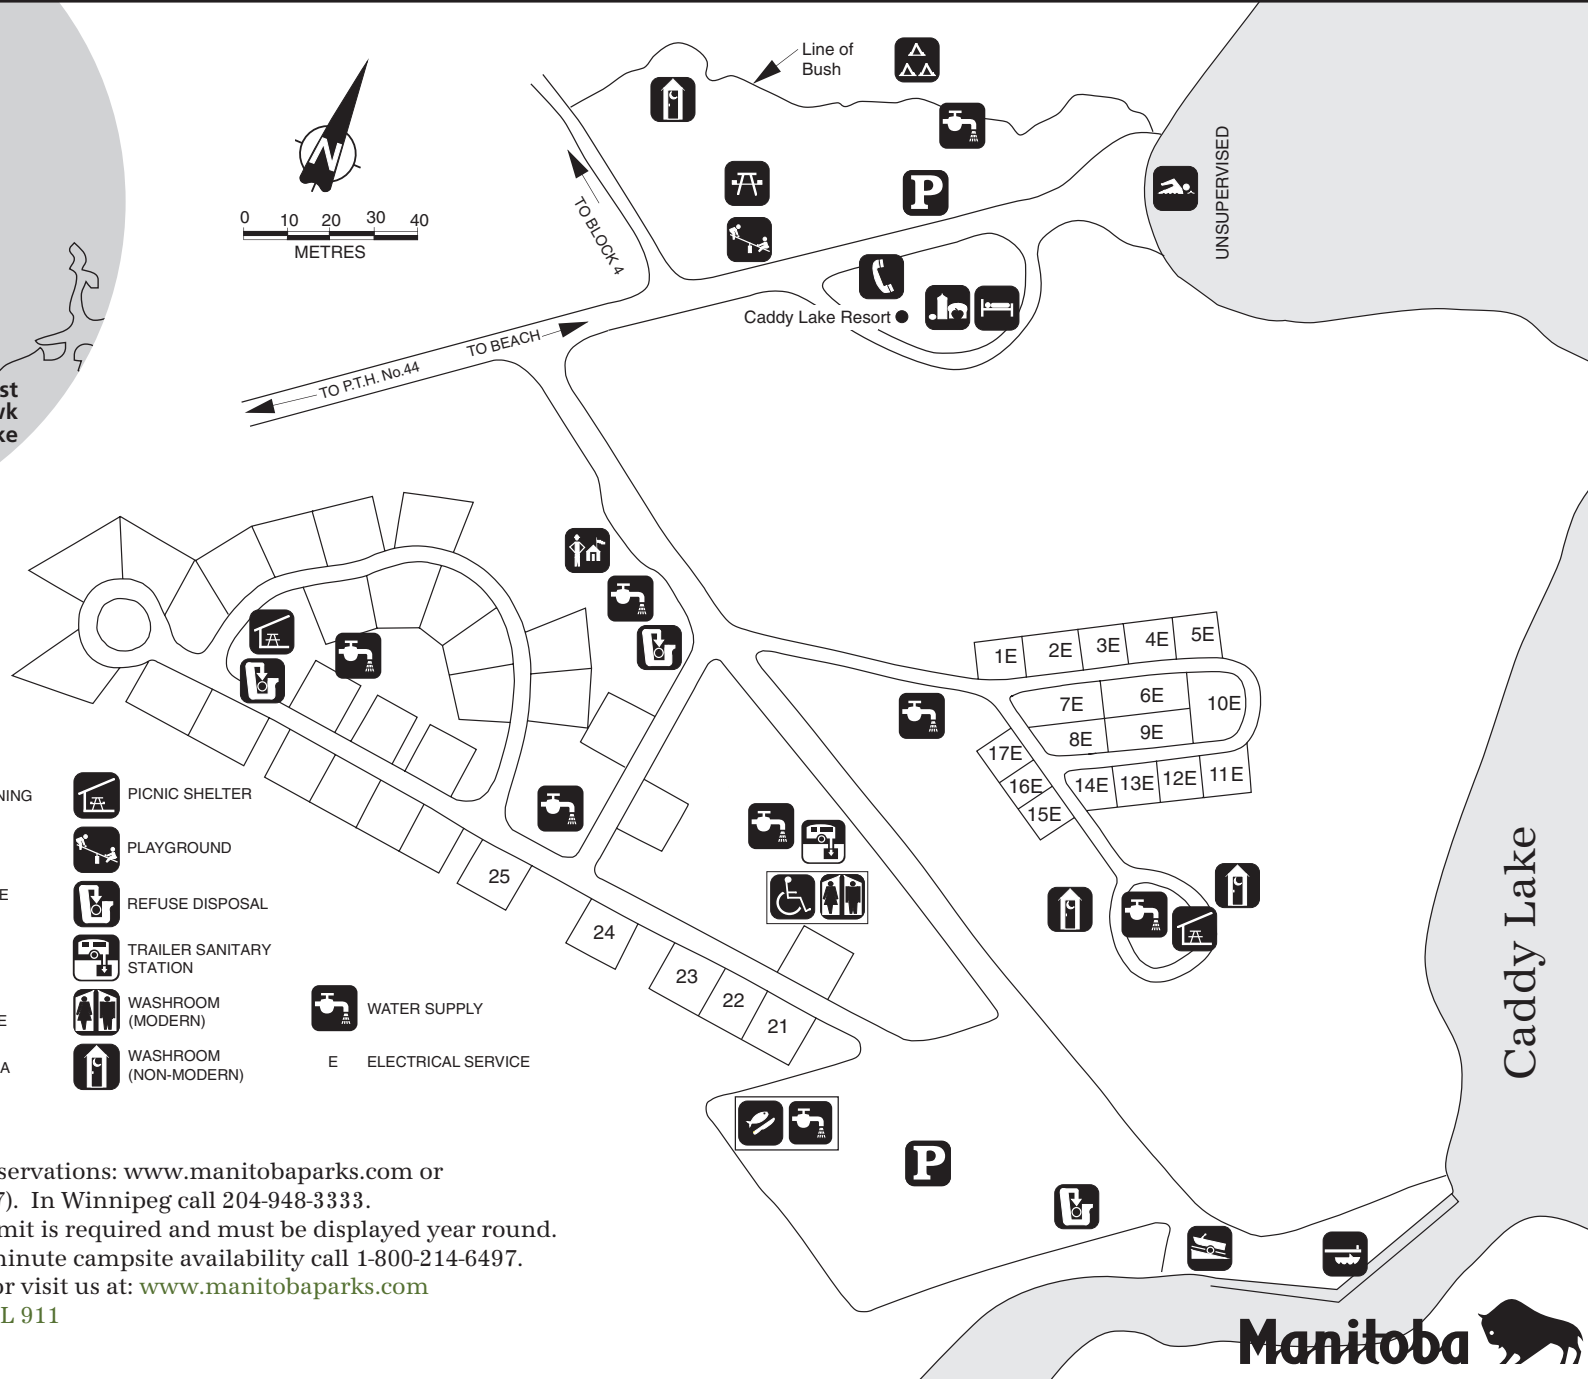 Line of
Bush
UNSUPERVISED
N
0 10 20 30 40
METRES
TO BLOCK 4
P
Caddy Lake Resort
TO BEACH
TO P.T.H. No.44
st
wk
ke
1E 2E 3E 4E 5E
7E 6E 10E
8E 9E
17E
16E 14E 13E 12E 11E
15E
25
24
23
22
21
Caddy Lake
NING
E
E
A
PICNIC SHELTER
PLAYGROUND
REFUSE DISPOSAL
TRAILER SANITARY
STATION
WASHROOM
(MODERN)
WASHROOM
(NON-MODERN)
WATER SUPPLY
E ELECTRICAL SERVICE
P
servations: www.manitobaparks.com or
7). In Winnipeg call 204-948-3333.
mit is required and must be displayed year round.
minute campsite availability call 1-800-214-6497.
or visit us at: www.manitobaparks.com
L 911
Manitoba